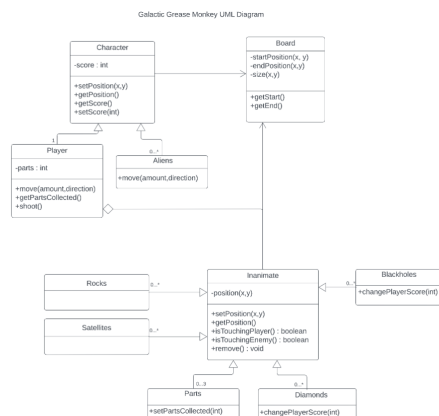 Galactic Grease Monkey UML Diagram
Character
-score : int
+setPosition(x,y)
+getPosition()
+getScore()
+setScore(int)
Board
-startPosition(x, y)
-endPosition(x,y)
-size(x,y)
+getStart()
+getEnd()
1
0..*
Player
-parts : int
+move(amount,direction)
+getPartsCollected()
+shoot()
Aliens
+move(amount,direction)
Rocks
0..*
Satellites
0..*
Inanimate
-position(x,y)
+setPosition(x,y)
+getPosition()
+isTouchingPlayer() : boolean
+isTouchingEnemy() : boolean
+remove() : void
Blackholes
0..*
+changePlayerScore(int)
0...3
0..*
Parts
+setPartsCollected(int)
Diamonds
+changePlayerScore(int)